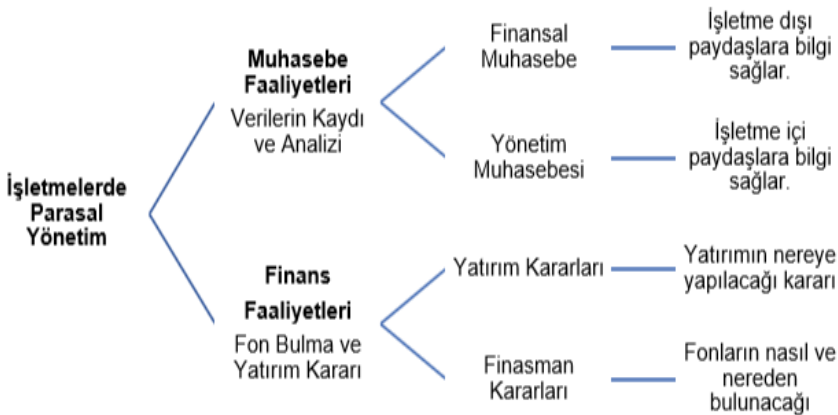 İşletmelerde
Parasal
Yönetim
Muhasebe
Faaliyetleri
Verilerin Kaydı
ve Analizi
Finansal
Muhasebe
İşletme dışı
paydaşlara bilgi
sağlar.
Yönetim
Muhasebesi
İşletme içi
paydaşlara bilgi
sağlar.
Finans
Faaliyetleri
Fon Bulma ve
Yatırım Kararı
Yatırım Kararları
Yatırımın nereye
yapılacağı kararı
Finasman
Kararları
Fonların nasıl ve
nereden
bulunacağı